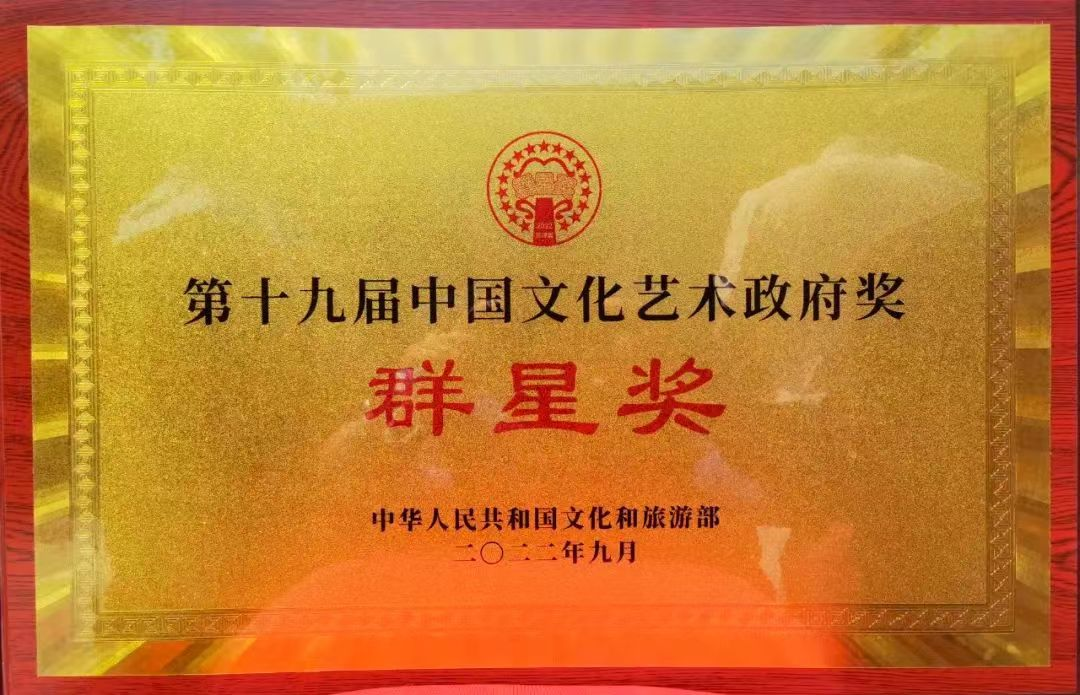 2022
第十九届中国文化艺术政府奖
群星奖
中华人民共和国文化和旅游部
二〇二二年九月